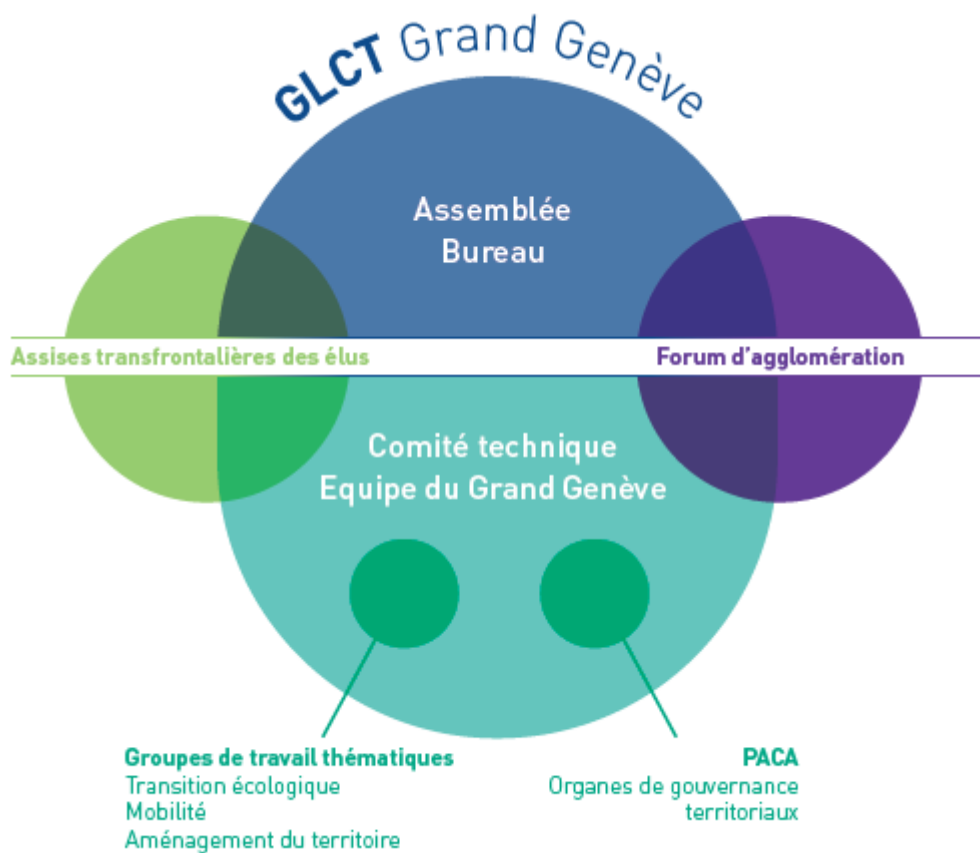 GLCT Grand Genève
Assemblée
Bureau
Assises transfrontalières des élus
Forum d'agglomération
Comité technique
Equipe du Grand Genève
Groupes de travail thématiques
Transition écologique
Mobilité
Aménagement du territoire
PACA
Organes de gouvernance
territoriaux